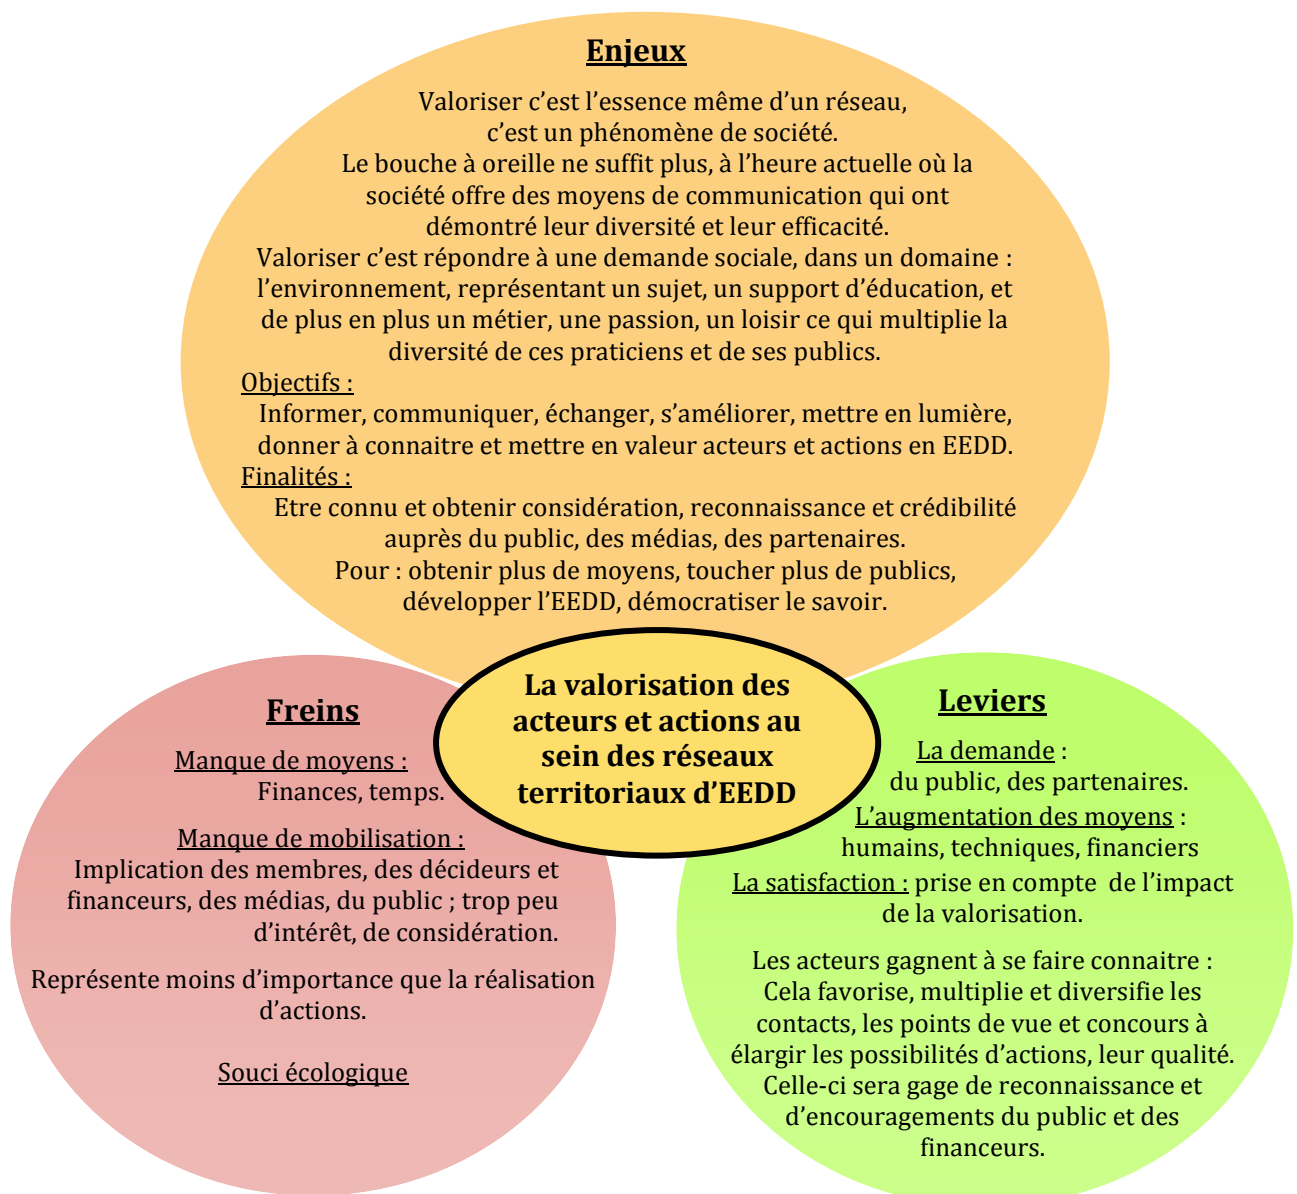 Enjeux
Valoriser c’est l’essence même d’un réseau,
c’est un phénomène de société.
Le bouche à oreille ne suffit plus, à l’heure actuelle où la
société offre des moyens de communication qui ont
démontré leur diversité et leur efficacité.
Valoriser c’est répondre à une demande sociale, dans un domaine :
l’environnement, représentant un sujet, un support d’éducation, et
de plus en plus un métier, une passion, un loisir ce qui multiplie la
diversité de ces praticiens et de ses publics.
Objectifs :
Informer, communiquer, échanger, s’améliorer, mettre en lumière,
donner à connaitre et mettre en valeur acteurs et actions en EEDD.
Finalités :
Etre connu et obtenir considération, reconnaissance et crédibilité
auprès du public, des médias, des partenaires.
Pour : obtenir plus de moyens, toucher plus de publics,
développer l’EEDD, démocratiser le savoir.
La valorisation des
acteurs et actions au
sein des réseaux
territoriaux d’EEDD
Freins
Manque de moyens :
Finances, temps.
Manque de mobilisation :
Implication des membres, des décideurs et
financeurs, des médias, du public ; trop peu
d’intérêt, de considération.
Représente moins d’importance que la réalisation
d’actions.
Souci écologique
Leviers
La demande :
du public, des partenaires.
L’augmentation des moyens :
humains, techniques, financiers
La satisfaction : prise en compte de l’impact
de la valorisation.
Les acteurs gagnent à se faire connaitre :
Cela favorise, multiplie et diversifie les
contacts, les points de vue et concours à
élargir les possibilités d’actions, leur qualité.
Celle-ci sera gage de reconnaissance et
d’encouragements du public et des
financeurs.